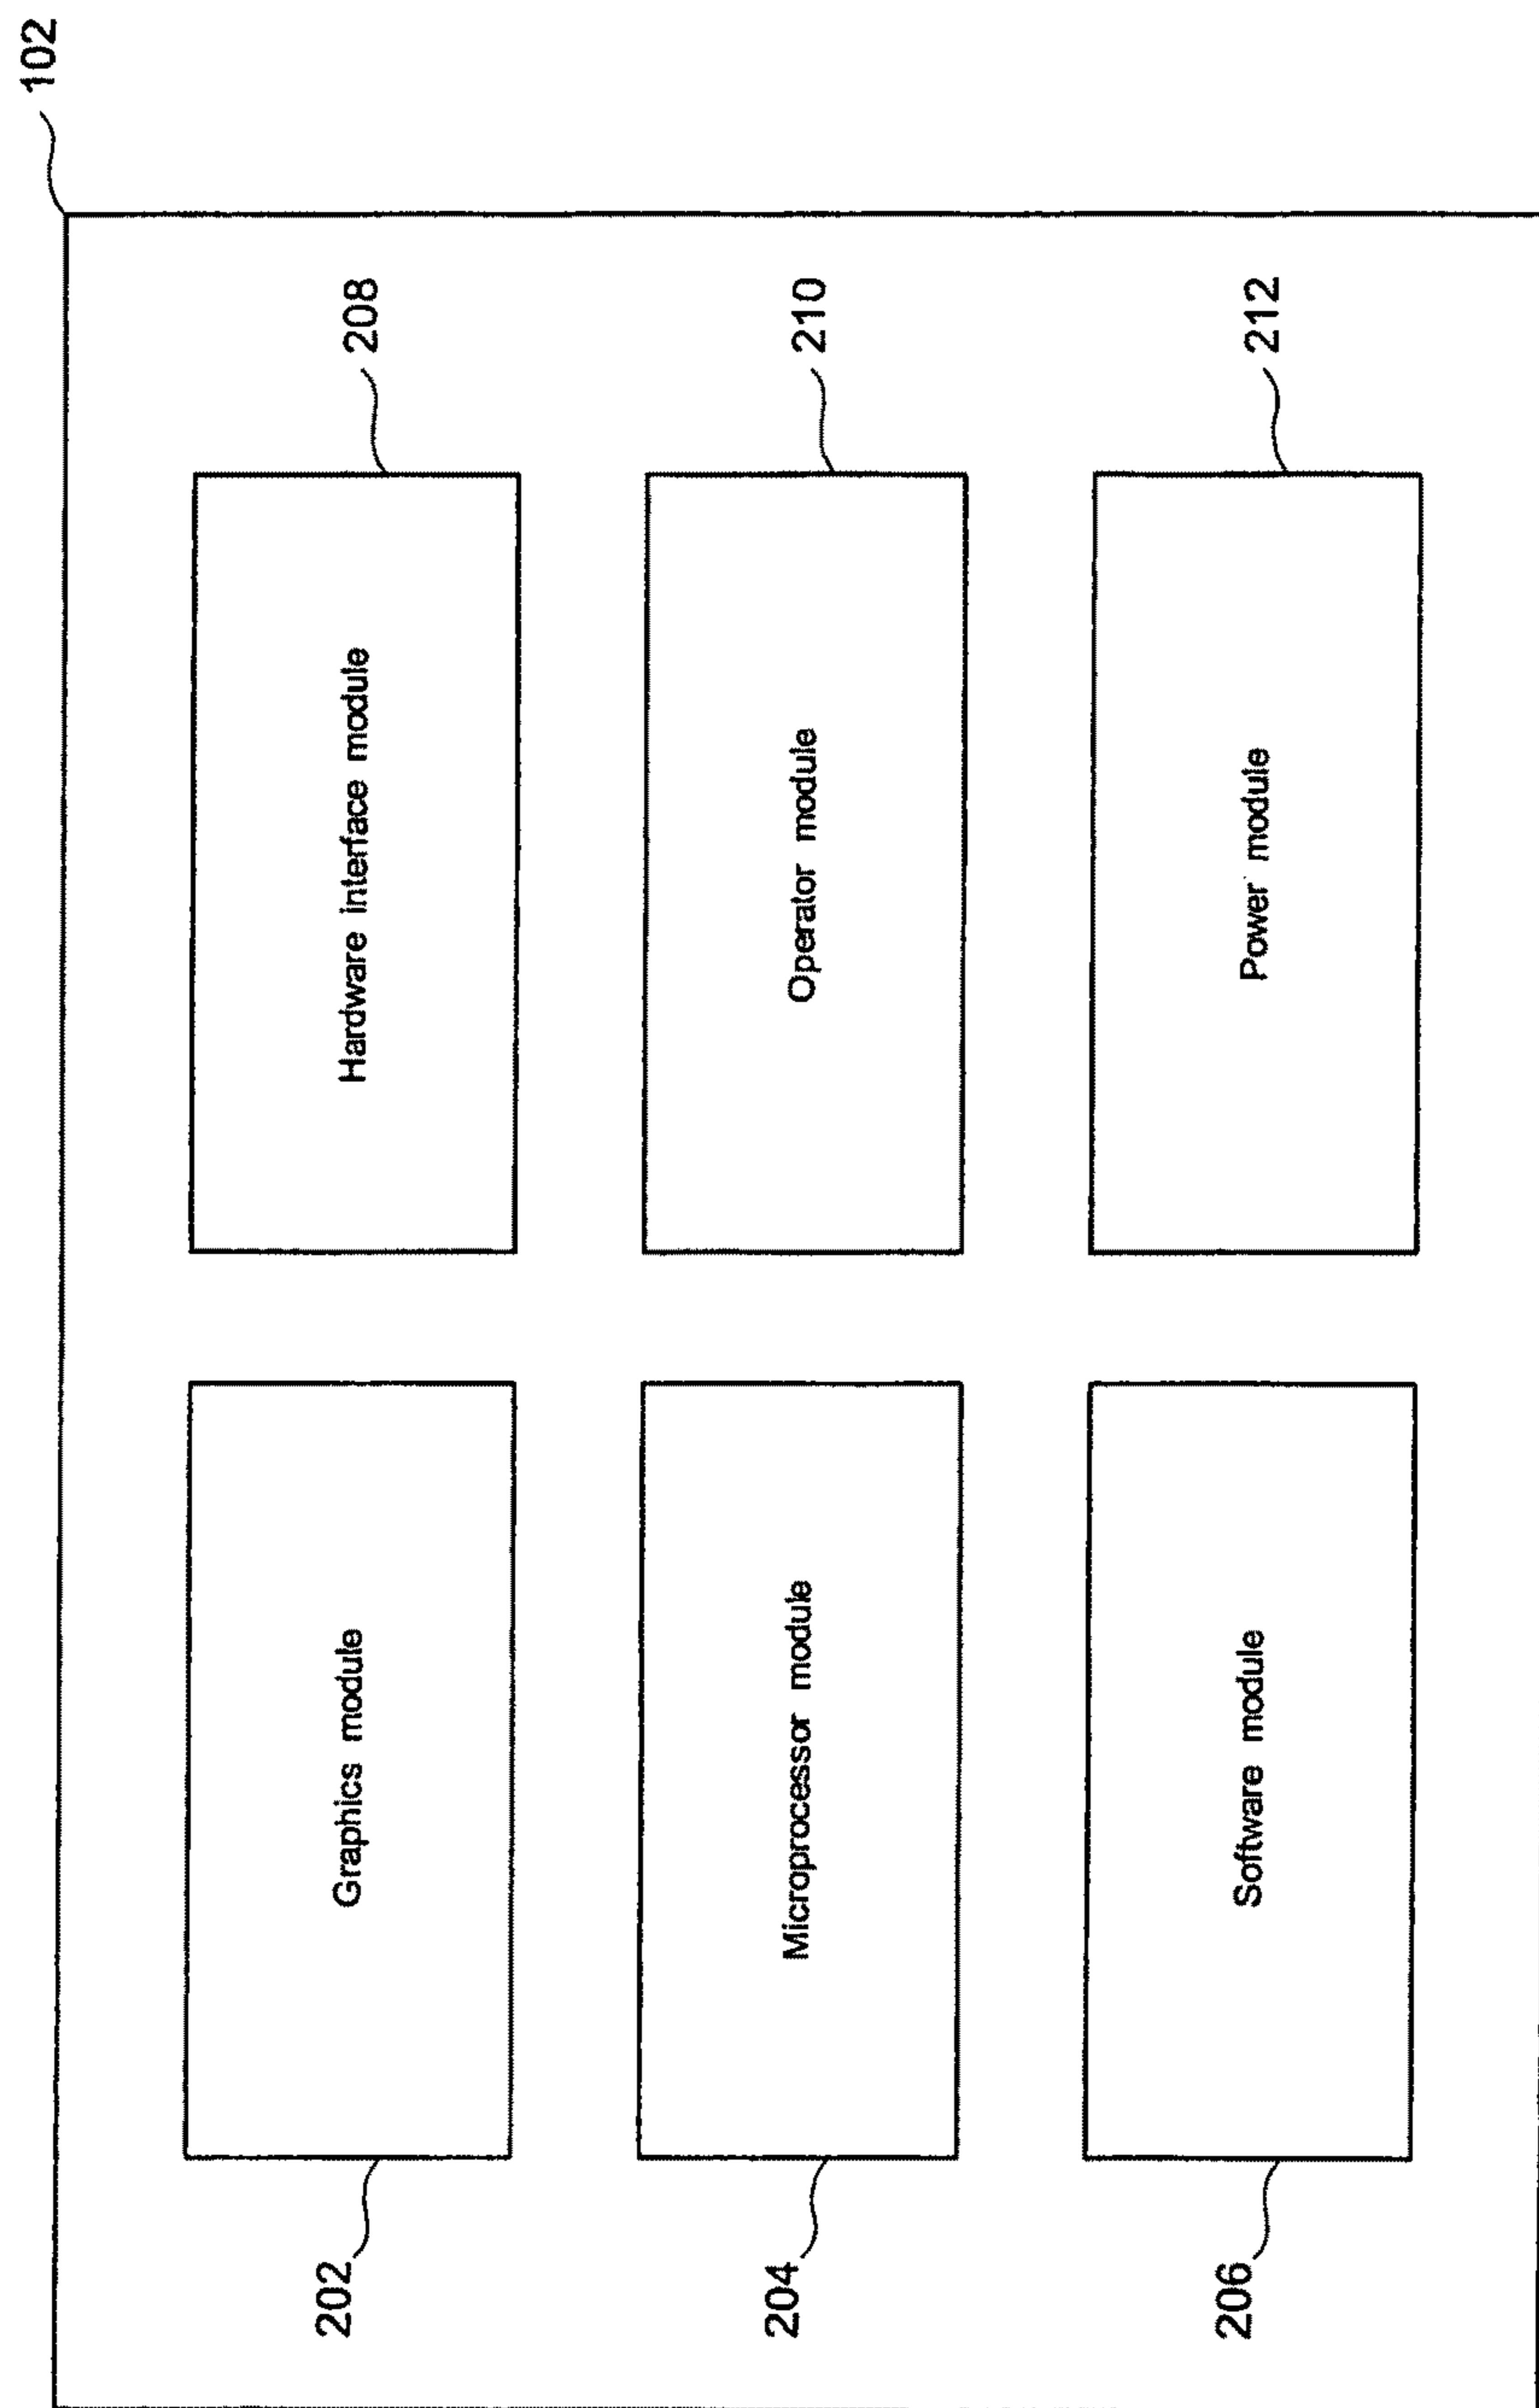 102
202
Graphics module
Hardware interface module
208
204
Microprocessor module
Operator module
210
206
Software module
Power module
212